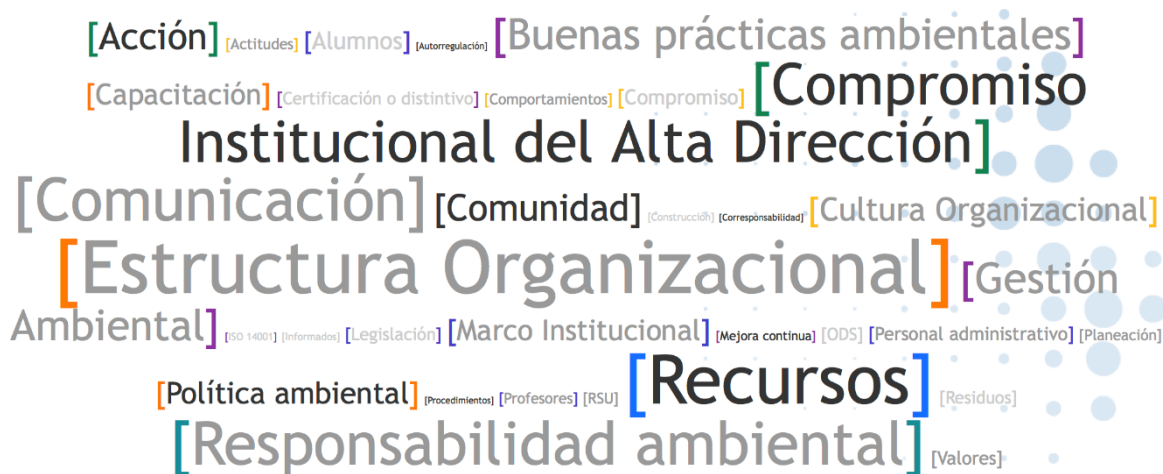 [Acción] [Actitudes] [Alumnos] [Autorregulación] [Buenas prácticas ambientales]
[Capacitación] [Certificación o distintivo] [Comportamientos] [Compromiso] [Compromiso
Institucional del Alta Dirección]
[Comunicación] [Comunidad] [Construcción] [Corresponsabilidad] [Cultura Organizacional]
[Estructura Organizacional] [Gestión
Ambiental] [ISO 14001] [Informados] [Legislación] [Marco Institucional] [Mejora continua] [ODS] [Personal administrativo] [Planeación]
[Política ambiental] [Procedimientos] [Profesores] [RSU] [Recursos] [Residuos]
[Responsabilidad ambiental] [Valores]